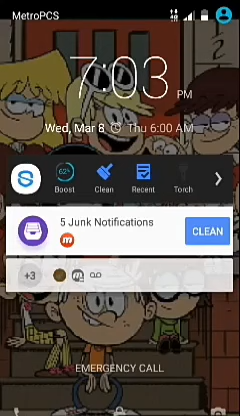 MetroPCS
7:03 PM
Wed, Mar 8 Thu 6:00 AM
62%
Boost Clean Recent Torch
5 Junk Notifications
CLEAN
+3
EMERGENCY CALL